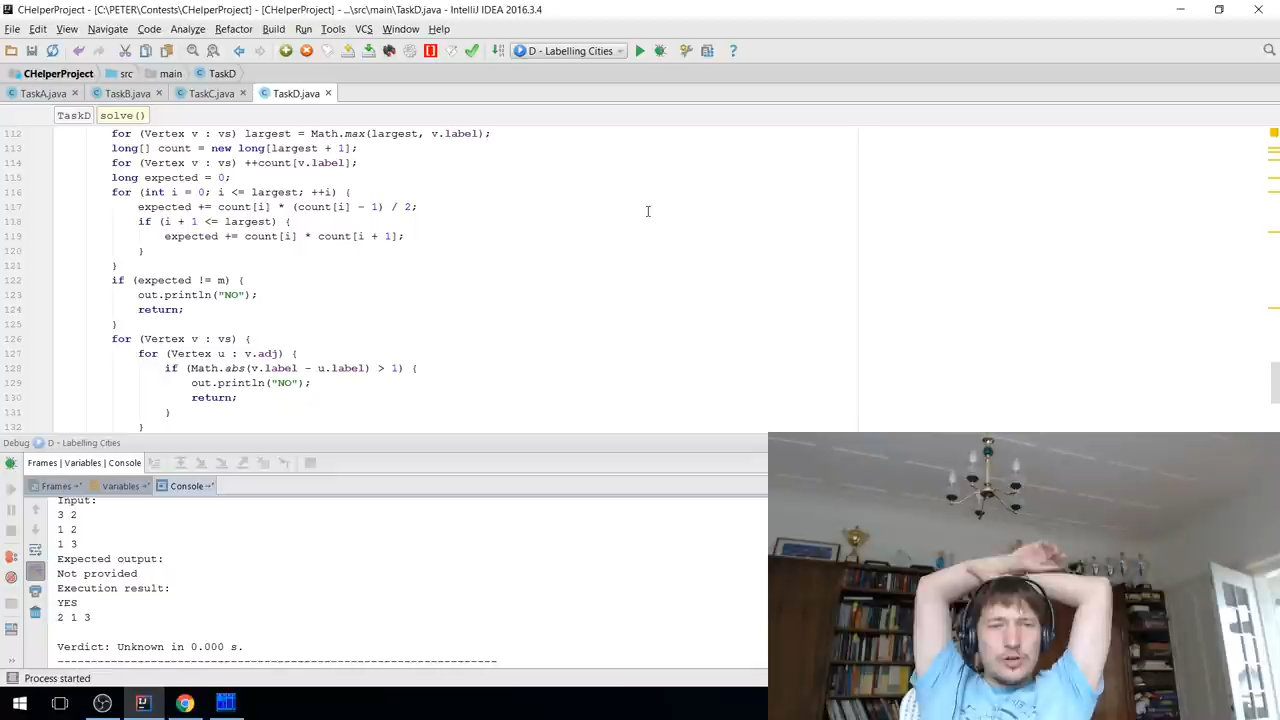 CHelperProject - [C:\PETER\Contests\CHelperProject] - [CHelperProject] - ...\src\main\TaskD.java - IntelliJ IDEA 2016.3.4
File Edit View Navigate Code Analyze Refactor Build Run Tools VCS Window Help
D - Labelling Cities
CHelperProject src main TaskD
TaskA.java TaskB.java TaskC.java TaskD.java
TaskD solve()
112 for (Vertex v : vs) largest = Math.max(largest, v.label);
113 long[] count = new long[largest + 1];
114 for (Vertex v : vs) ++count[v.label];
115 long expected = 0;
116 for (int i = 0; i <= largest; ++i) {
117 expected += count[i] * (count[i] - 1) / 2;
118 if (i + 1 <= largest) {
119 expected += count[i] * count[i + 1];
120 }
121 }
122 if (expected != m) {
123 out.println("NO");
124 return;
125 }
126 for (Vertex v : vs) {
127 for (Vertex u : v.adj) {
128 if (Math.abs(v.label - u.label) > 1) {
129 out.println("NO");
130 return;
131 }
132 }
Debug D - Labelling Cities
Frames | Variables | Console
Frames Variables Console
Input:
3 2
1 2
1 3
Expected output:
Not provided
Execution result:
YES
2 1 3
Verdict: Unknown in 0.000 s.
------------------------------------------------------------------
Process started